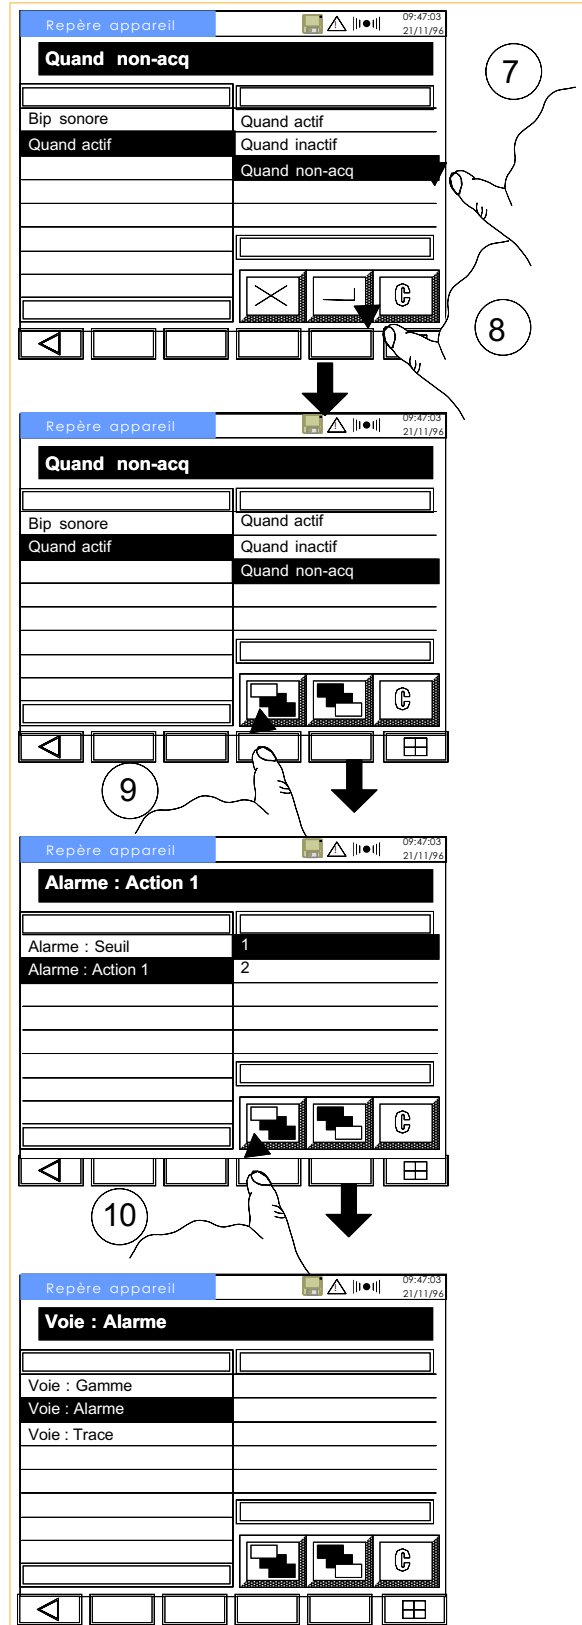 Repère appareil
09:47:03
21/11/96
Quand non-acq
7
Bip sonore
Quand actif
Quand actif
Quand inactif
Quand non-acq
C
8
Repère appareil
09:47:03
21/11/96
Quand non-acq
Bip sonore
Quand actif
Quand actif
Quand inactif
Quand non-acq
C
9
Repère appareil
09:47:03
21/11/96
Alarme : Action 1
Alarme : Seuil
Alarme : Action 1
1
2
C
10
Repère appareil
09:47:03
21/11/96
Voie : Alarme
Voie : Gamme
Voie : Alarme
Voie : Trace
C